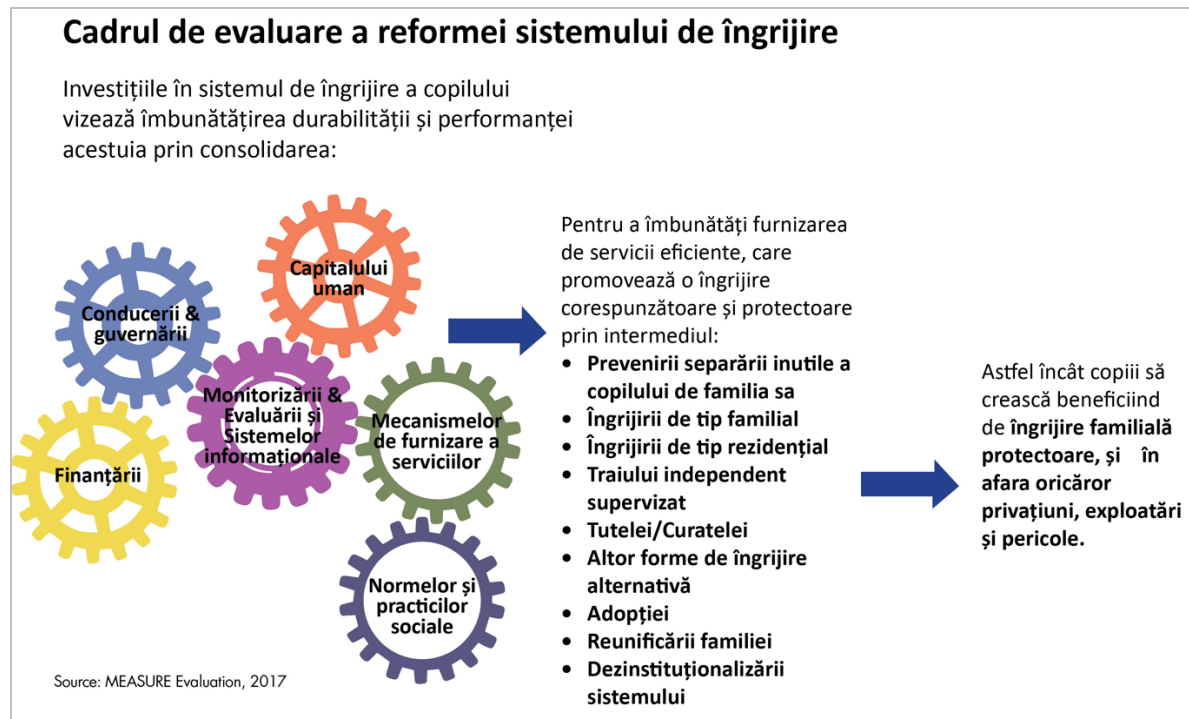 Cadrul de evaluare a reformei sistemului de îngrijire
Investițiile în sistemul de îngrijire a copilului
vizează îmbunătățirea durabilității și performanței
acestuia prin consolidarea:
Capitalului
uman
Conducerii &
guvernării
Monitorizării &
Evaluării și
Sistemelor
informaționale
Mecanismelor
de furnizare a
serviciilor
Finanțării
Normelor și
practicilor
sociale
Pentru a îmbunătăți furnizarea
de servicii eficiente, care
promovează o îngrijire
corespunzătoare și protectoare
prin intermediul:
• Prevenirii separării inutile a
copilului de familia sa
• Îngrijirii de tip familial
• Îngrijirii de tip rezidențial
• Traiului independent
supervizat
• Tutelei/Curatelei
• Altor forme de îngrijire
alternativă
• Adopției
• Reunificării familiei
• Dezinstituționalizării
sistemului
Astfel încât copiii să
crească beneficiind
de îngrijire familială
protectoare, și în
afara oricăror
privațiuni, exploatări
și pericole.
Source: MEASURE Evaluation, 2017